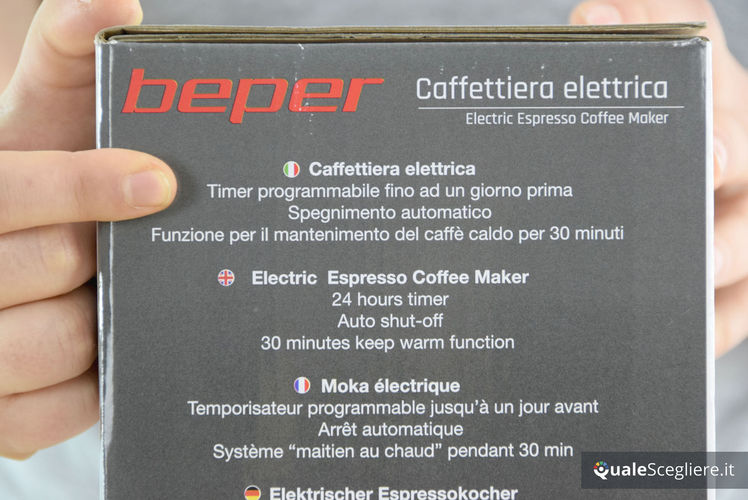 beper
Caffettiera elettrica
Electric Espresso Coffee Maker
Caffettiera elettrica
Timer programmabile fino ad un giorno prima
Spegnimento automatico
Funzione per il mantenimento del caffè caldo per 30 minuti
Electric Espresso Coffee Maker
24 hours timer
Auto shut-off
30 minutes keep warm function
Moka électrique
Temporisateur programmable jusqu'à un jour avant
Arrêt automatique
Système “maitien au chaud” pendant 30 min
Elektrischer Espressokocher
QualeScegliere.it